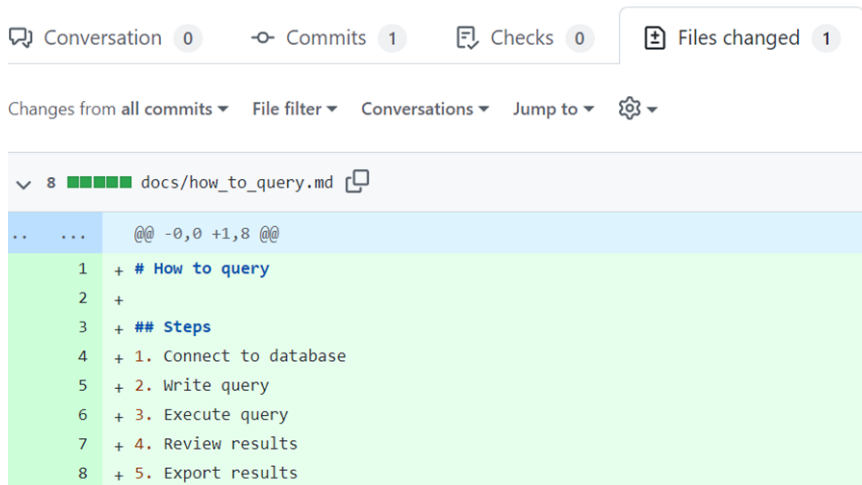 Conversation 0 Commits 1 Checks 0 Files changed 1
Changes from all commits File filter Conversations Jump to
8 docs/how_to_query.md
.. ... @@ -0,0 +1,8 @@
1 + # How to query
2 +
3 + ## Steps
4 + 1. Connect to database
5 + 2. Write query
6 + 3. Execute query
7 + 4. Review results
8 + 5. Export results